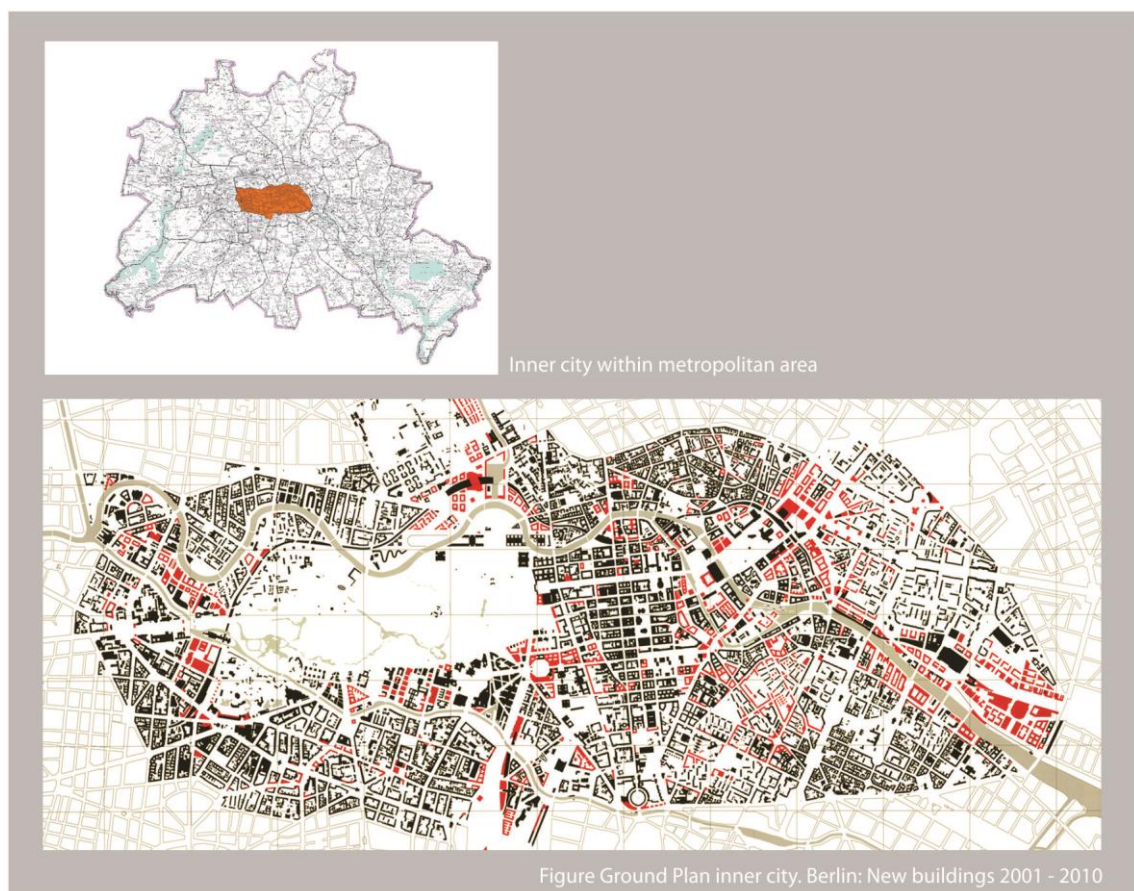 Inner city within metropolitan area
Figure Ground Plan inner city. Berlin: New buildings 2001 - 2010